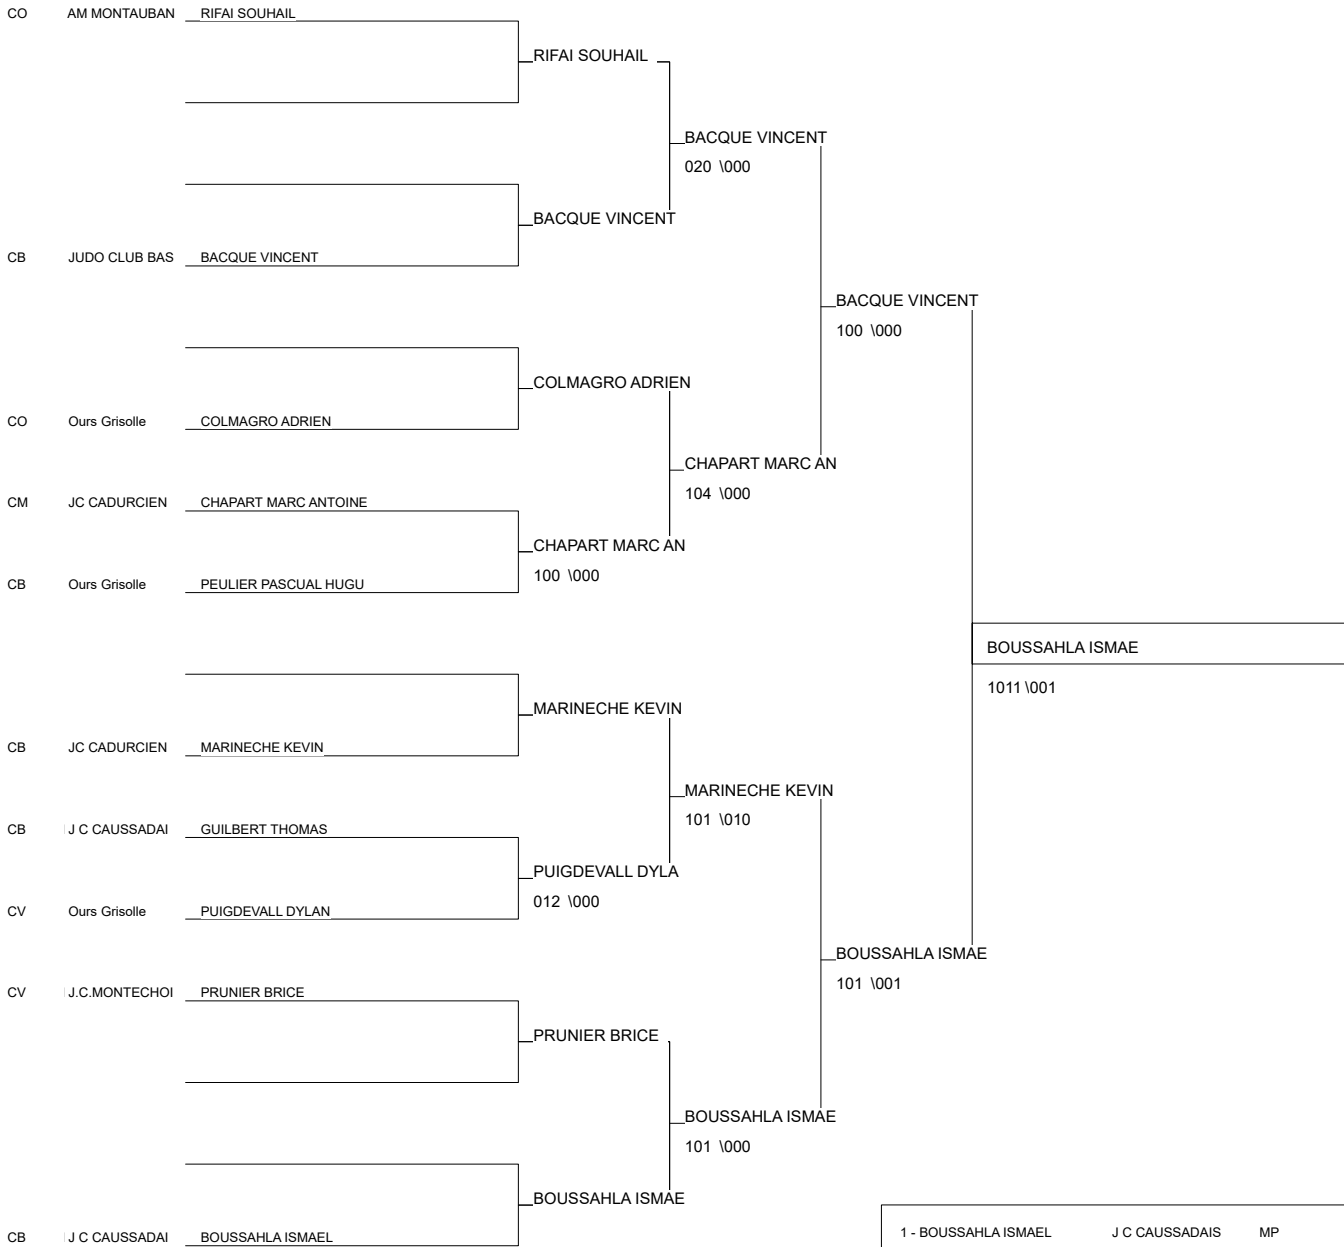 CO AM MONTAUBAN RIFAI SOUHAIL
RIFAI SOUHAIL
BACQUE VINCENT
020 \000
BACQUE VINCENT
CB JUDO CLUB BAS BACQUE VINCENT
BACQUE VINCENT
100 \000
COLMAGRO ADRIEN
CO Ours Grisolle COLMAGRO ADRIEN
CHAPART MARC AN
104 \000
CM JC CADURCIEN CHAPART MARC ANTOINE
CHAPART MARC AN
100 \000
CB Ours Grisolle PEULIER PASCUAL HUGU
BOUSSAHLA ISMAE
1011 \001
MARINECHE KEVIN
CB JC CADURCIEN MARINECHE KEVIN
MARINECHE KEVIN
101 \010
CB J C CAUSSADAI GUILBERT THOMAS
PUIGDEVALL DYLA
012 \000
CV Ours Grisolle PUIGDEVALL DYLAN
BOUSSAHLA ISMAE
101 \001
CV J.C.MONTECHOI PRUNIER BRICE
PRUNIER BRICE
BOUSSAHLA ISMAE
101 \000
BOUSSAHLA ISMAE
CB J C CAUSSADAI BOUSSAHLA ISMAEL
1 - BOUSSAHLA ISMAEL J C CAUSSADAIS MP